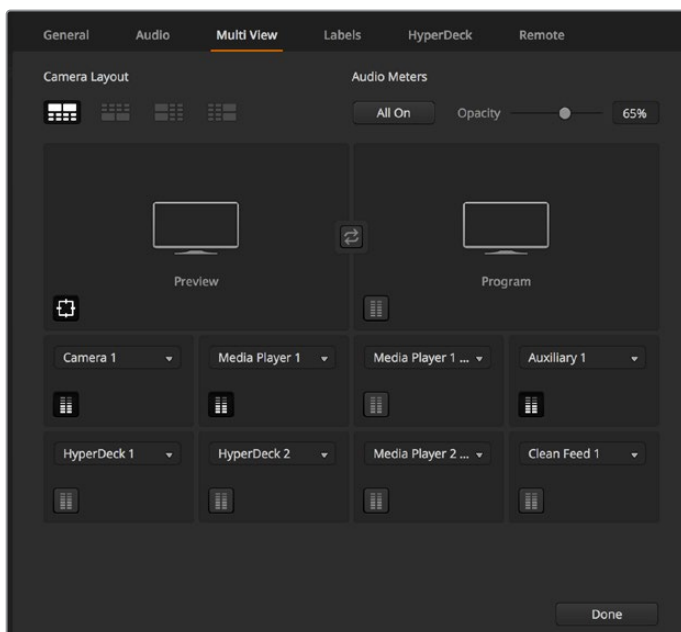 General Audio Multi View Labels HyperDeck Remote
Camera Layout Audio Meters
All On Opacity 65%
Preview Program
Camera 1 Media Player 1 Media Player 1 ... Auxiliary 1
HyperDeck 1 HyperDeck 2 Media Player 2 ... Clean Feed 1
Done